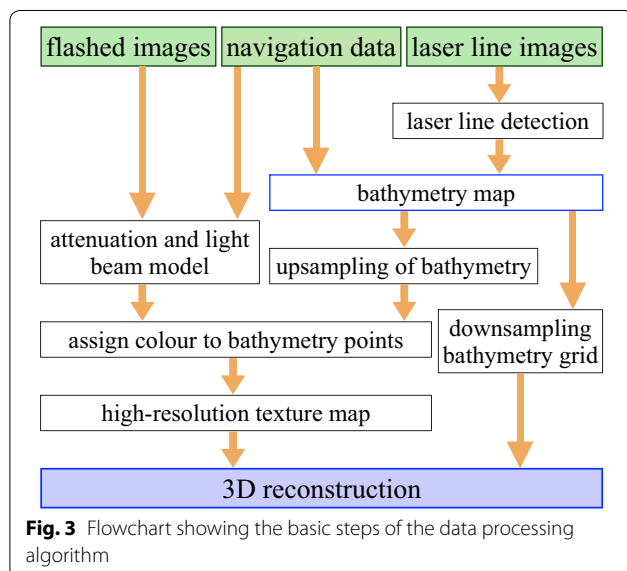 flashed images
navigation data
laser line images
laser line detection
bathymetry map
attenuation and light
beam model
upsampling of bathymetry
assign colour to bathymetry points
downsampling
bathymetry grid
high-resolution texture map
3D reconstruction
Fig. 3 Flowchart showing the basic steps of the data processing
algorithm